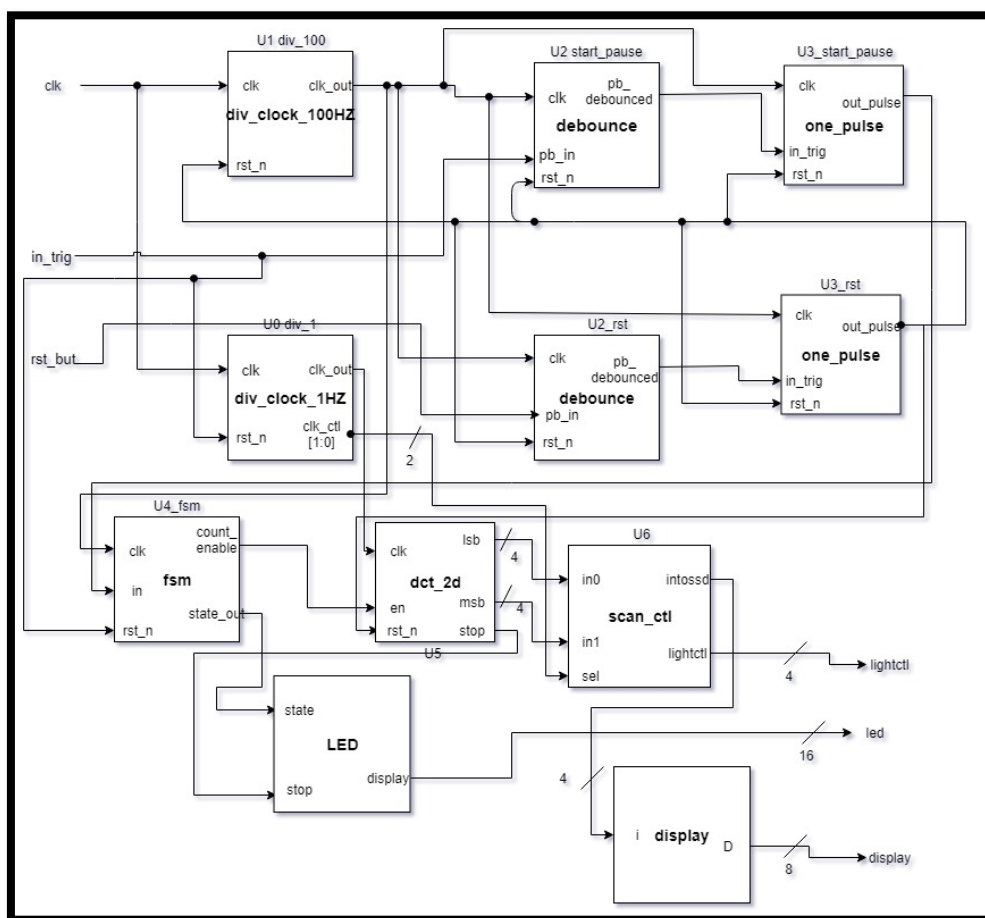 U1 div_100
clk
clk_out
div_clock_100HZ
rst_n
clk
U2 start_pause
clk
pb_
debounced
debounce
pb_in
rst_n
U3_start_pause
clk
out_pulse
one_pulse
in_trig
rst_n
in_trig
rst_but
U0 div_1
clk
clk_out
div_clock_1HZ
clk_ctl
[1:0]
rst_n
2
U2_rst
clk
pb_
debounced
debounce
pb_in
rst_n
U3_rst
clk
out_pulse
one_pulse
in_trig
rst_n
U4_fsm
clk
count_
enable
fsm
in
state_out
rst_n
clk
lsb
dct_2d
msb
en
rst_n
stop
U5
4
4
U6
in0
intossd
scan_ctl
in1
lightctl
sel
4
lightctl
state
LED
stop
display
16
led
4
i
display
D
8
display